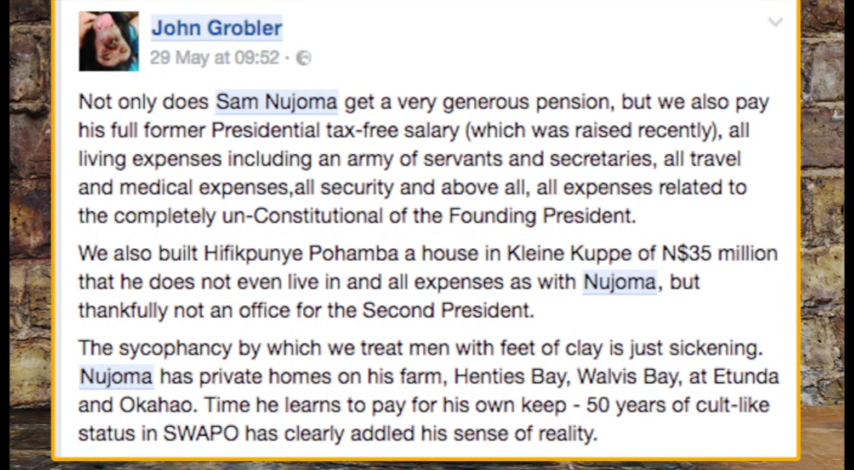 John Grobler
29 May at 09:52 ·
Not only does Sam Nujoma get a very generous pension, but we also pay
his full former Presidential tax-free salary (which was raised recently), all
living expenses including an army of servants and secretaries, all travel
and medical expenses,all security and above all, all expenses related to
the completely un-Constitutional of the Founding President.
We also built Hifikpunye Pohamba a house in Kleine Kuppe of N$35 million
that he does not even live in and all expenses as with Nujoma, but
thankfully not an office for the Second President.
The sycophancy by which we treat men with feet of clay is just sickening.
Nujoma has private homes on his farm, Henties Bay, Walvis Bay, at Etunda
and Okahao. Time he learns to pay for his own keep - 50 years of cult-like
status in SWAPO has clearly addled his sense of reality.